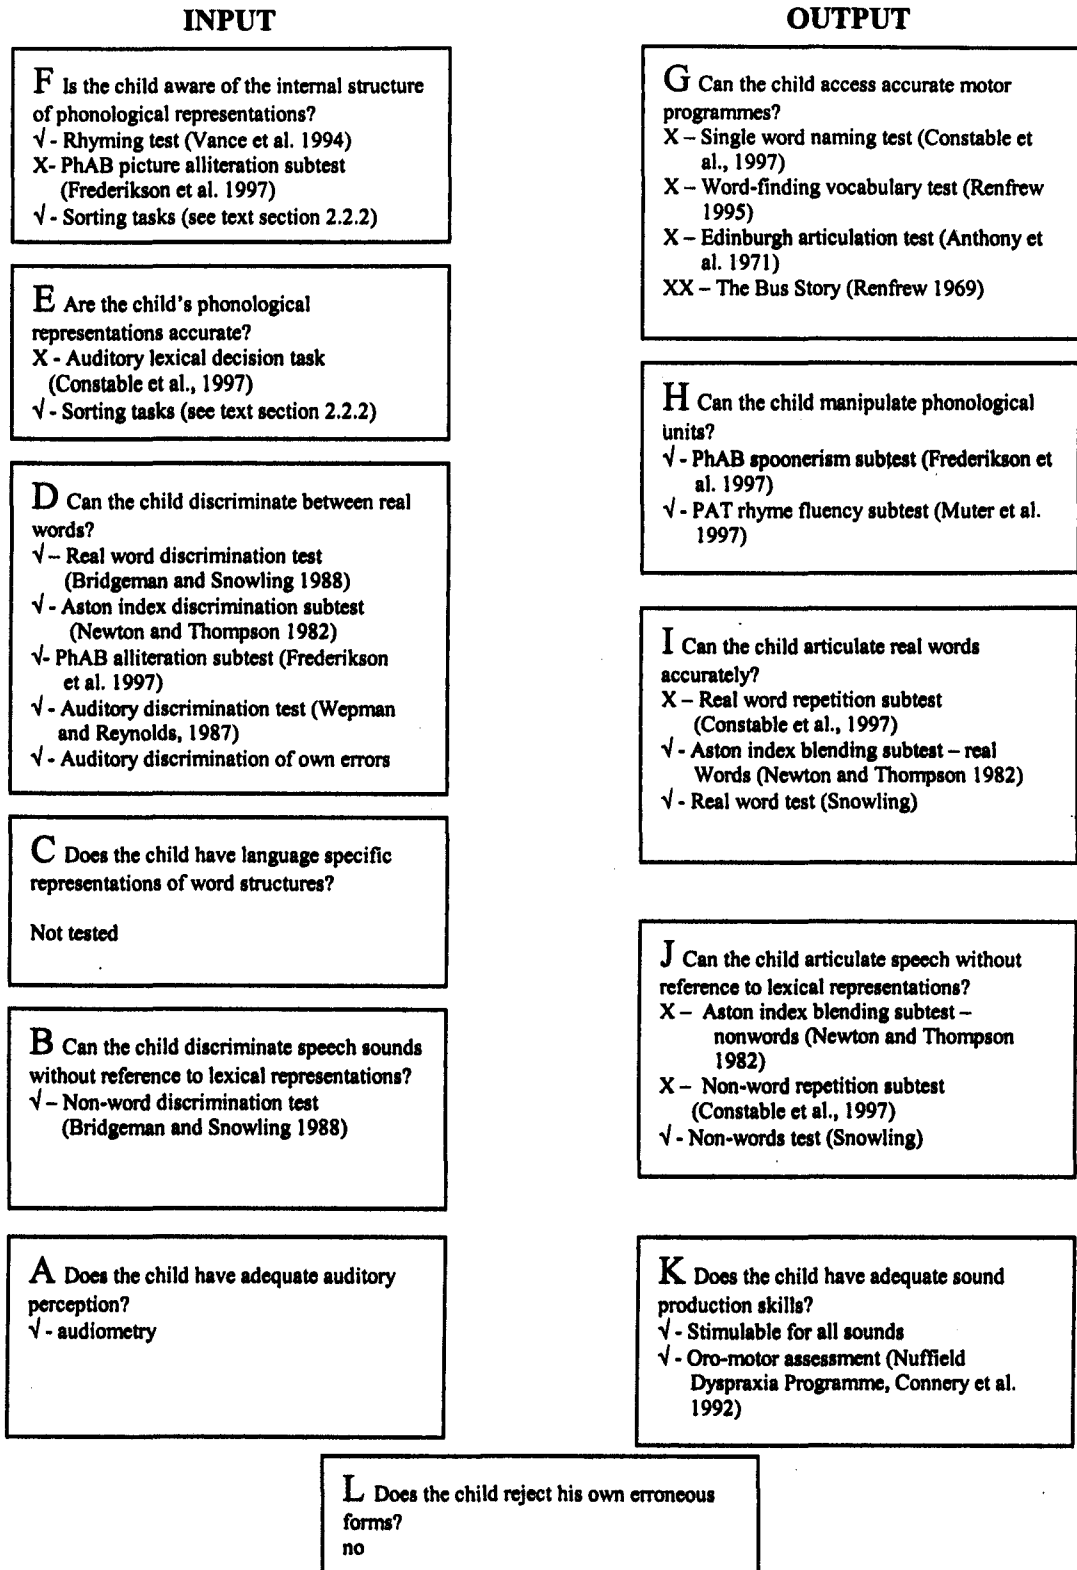 INPUT
F Is the child aware of the internal structure
of phonological representations?
√ - Rhyming test (Vance et al. 1994)
X- PhAB picture alliteration subtest
(Frederikson et al. 1997)
√ - Sorting tasks (see text section 2.2.2)
E Are the child's phonological
representations accurate?
X - Auditory lexical decision task
(Constable et al., 1997)
√ - Sorting tasks (see text section 2.2.2)
D Can the child discriminate between real
words?
√ – Real word discrimination test
(Bridgeman and Snowling 1988)
√ - Aston index discrimination subtest
(Newton and Thompson 1982)
√- PhAB alliteration subtest (Frederikson
et al. 1997)
√ - Auditory discrimination test (Wepman
and Reynolds, 1987)
√ - Auditory discrimination of own errors
C Does the child have language specific
representations of word structures?
Not tested
B Can the child discriminate speech sounds
without reference to lexical representations?
√ – Non-word discrimination test
(Bridgeman and Snowling 1988)
A Does the child have adequate auditory
perception?
√ - audiometry
OUTPUT
G Can the child access accurate motor
programmes?
X – Single word naming test (Constable et
al., 1997)
X – Word-finding vocabulary test (Renfrew
1995)
X – Edinburgh articulation test (Anthony et
al. 1971)
XX – The Bus Story (Renfrew 1969)
H Can the child manipulate phonological
units?
√ - PhAB spoonerism subtest (Frederikson et
al. 1997)
√ - PAT rhyme fluency subtest (Muter et al.
1997)
I Can the child articulate real words
accurately?
X – Real word repetition subtest
(Constable et al., 1997)
√ - Aston index blending subtest – real
Words (Newton and Thompson 1982)
√ - Real word test (Snowling)
J Can the child articulate speech without
reference to lexical representations?
X – Aston index blending subtest –
nonwords (Newton and Thompson
1982)
X – Non-word repetition subtest
(Constable et al., 1997)
√ - Non-words test (Snowling)
K Does the child have adequate sound
production skills?
√ - Stimulable for all sounds
√ - Oro-motor assessment (Nuffield
Dyspraxia Programme, Connery et al.
1992)
L Does the child reject his own erroneous
forms?
no